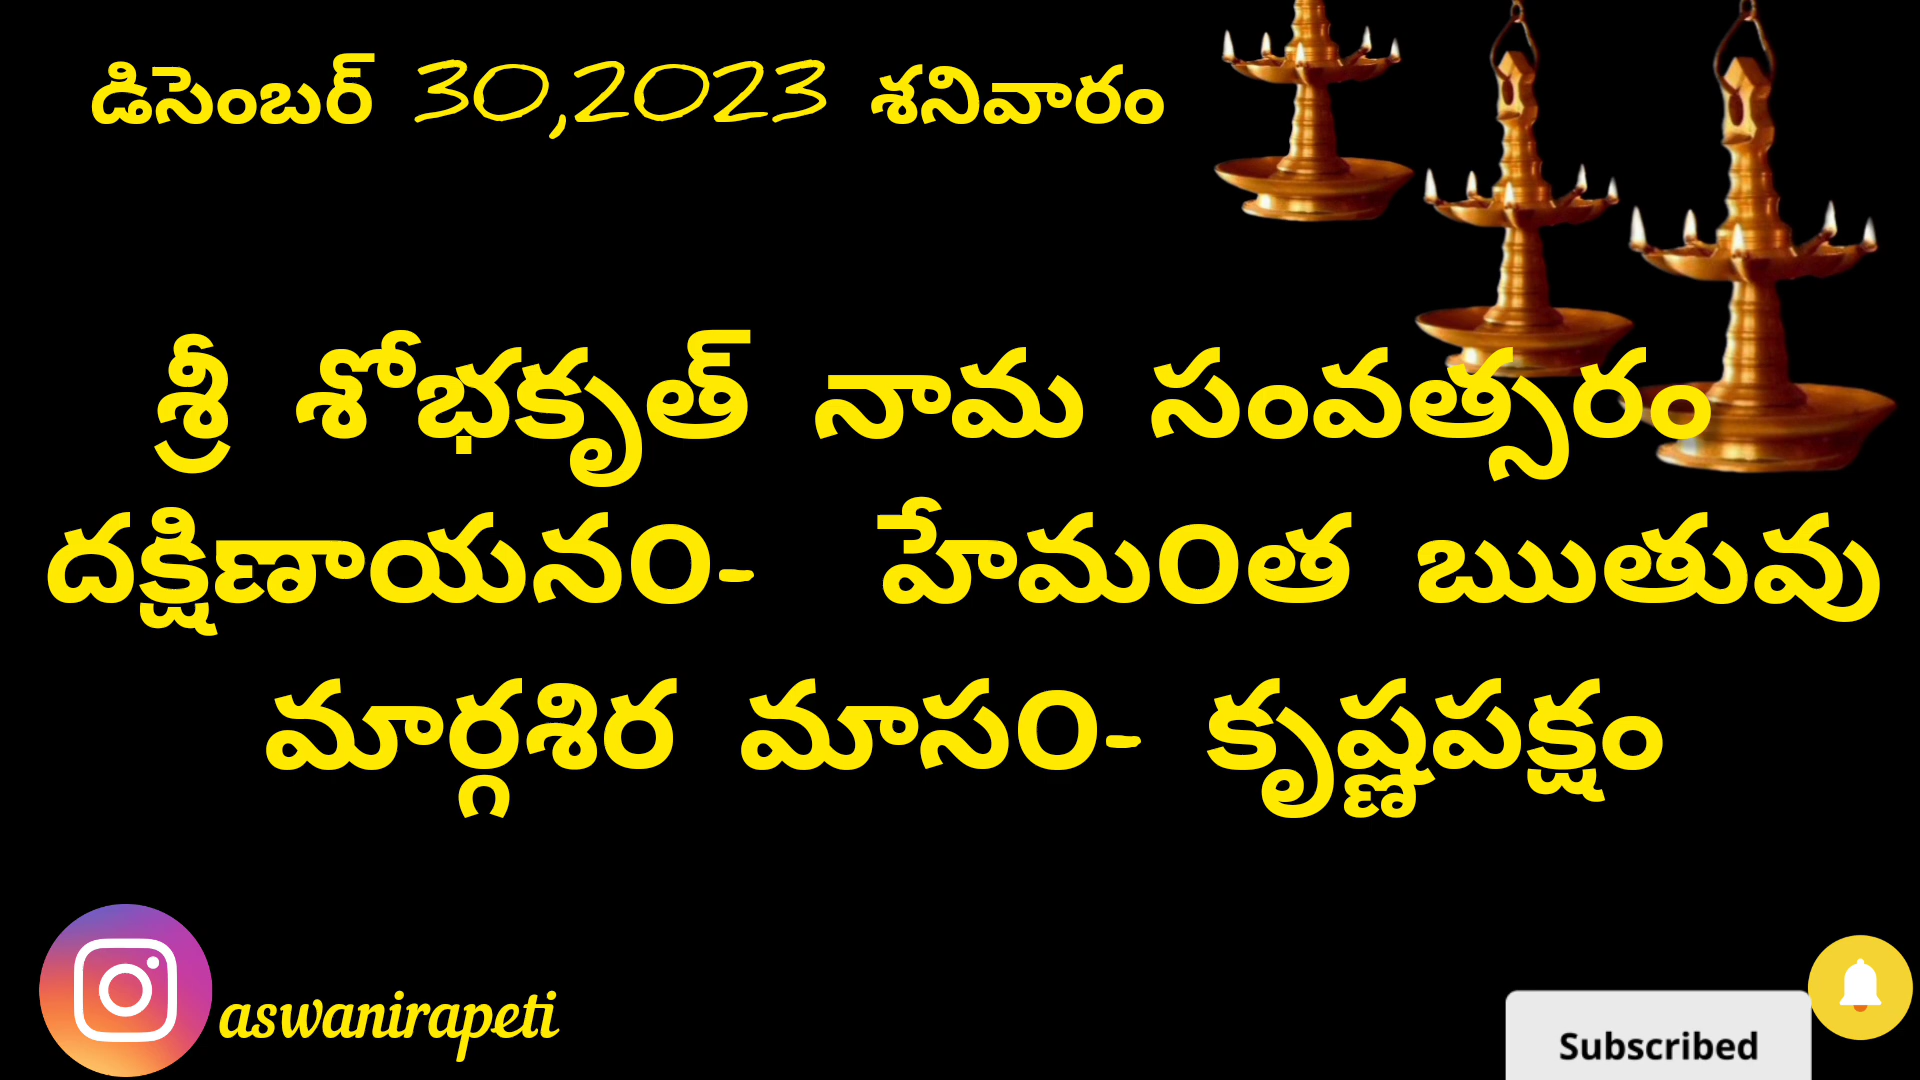 డిసెంబర్ 30,2023 శనివారం
శ్రీ శోభకృత్ నామ సంవత్సరం
దక్షిణాయనం- హేమంత ఋతువు
మార్గశిర మాసం- కృష్ణపక్షం
aswanirapeti
Subscribed